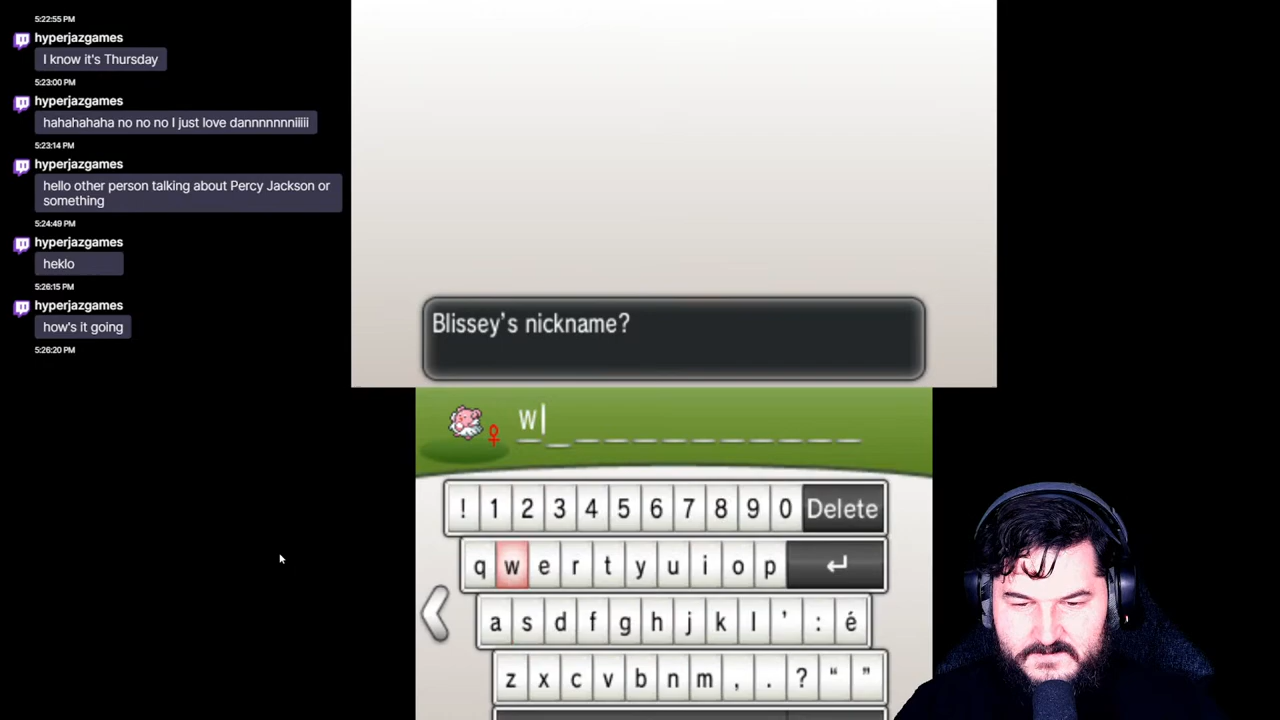 5:22:55 PM
hyperjazgames
I know it's Thursday
5:23:00 PM
hyperjazgames
hahahahaha no no no I just love dannnnnnniiiii
5:23:14 PM
hyperjazgames
hello other person talking about Percy Jackson or
something
5:24:49 PM
hyperjazgames
heklo
5:26:15 PM
hyperjazgames
how's it going
5:26:20 PM
Blissey's nickname?
W
! 1 2 3 4 5 6 7 8 9 0 Delete
q w e r t y u i o p
a s d f g h j k l ' : é
z x c v b n m , . ? “ ”